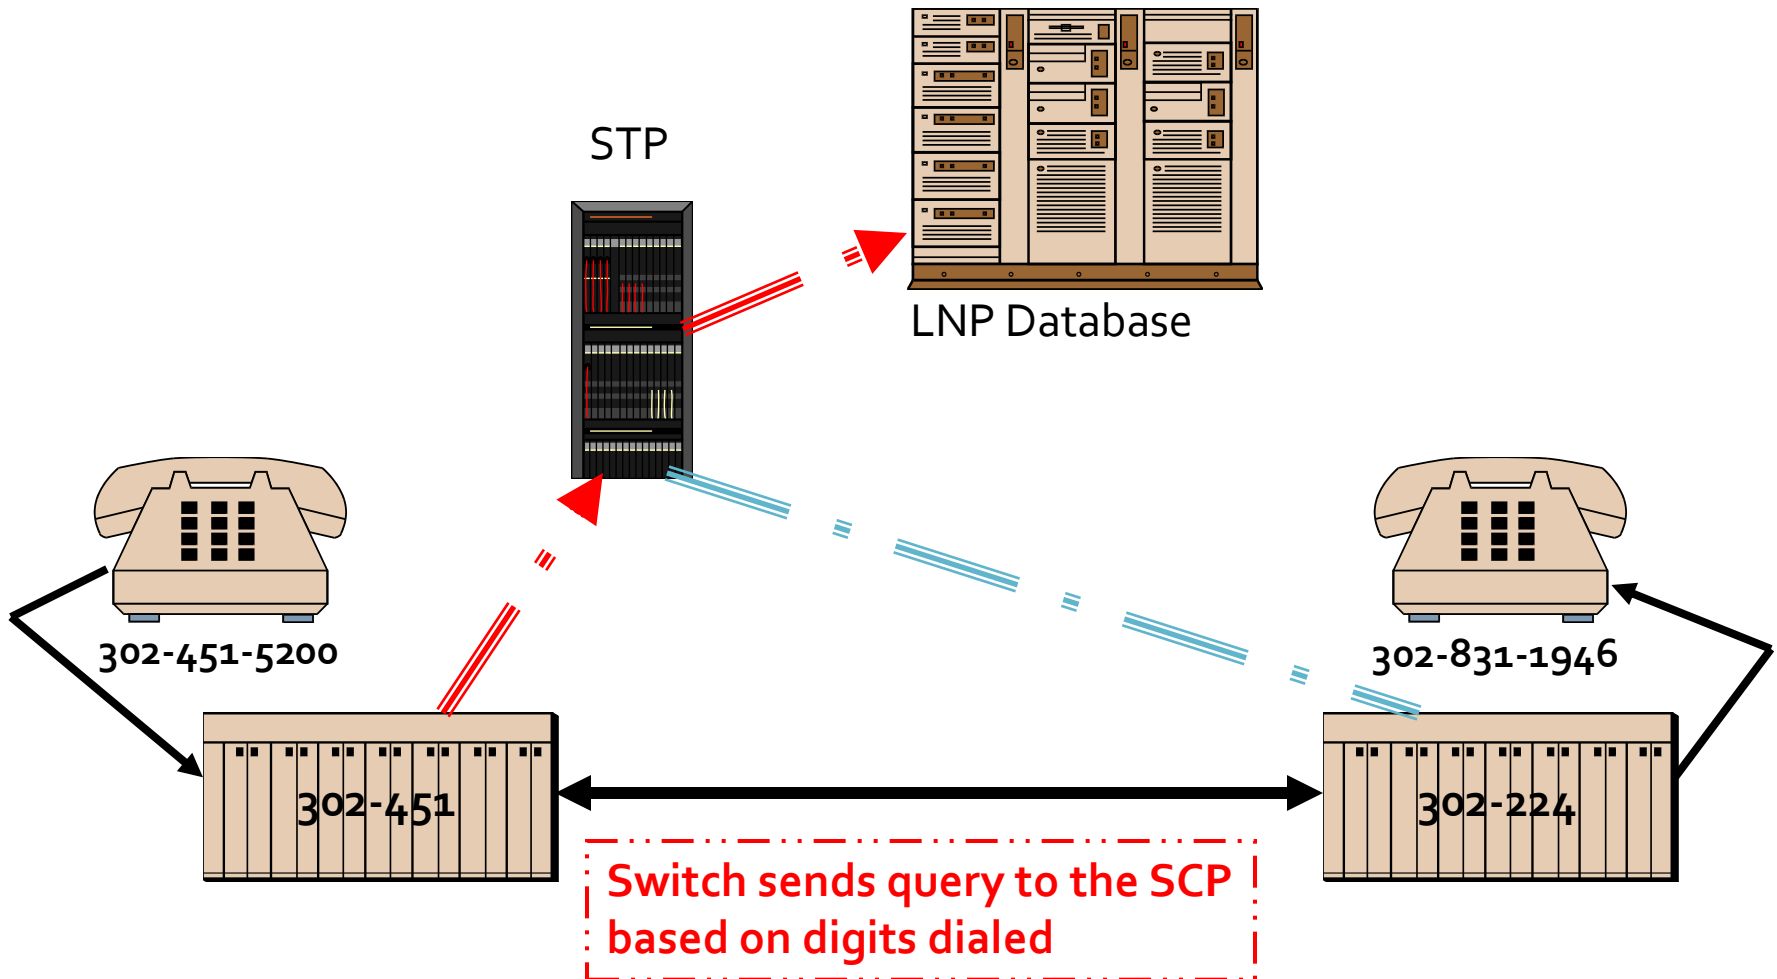 STP
LNP Database
302-451-5200
302-831-1946
302-451
302-224
Switch sends query to the SCP
based on digits dialed